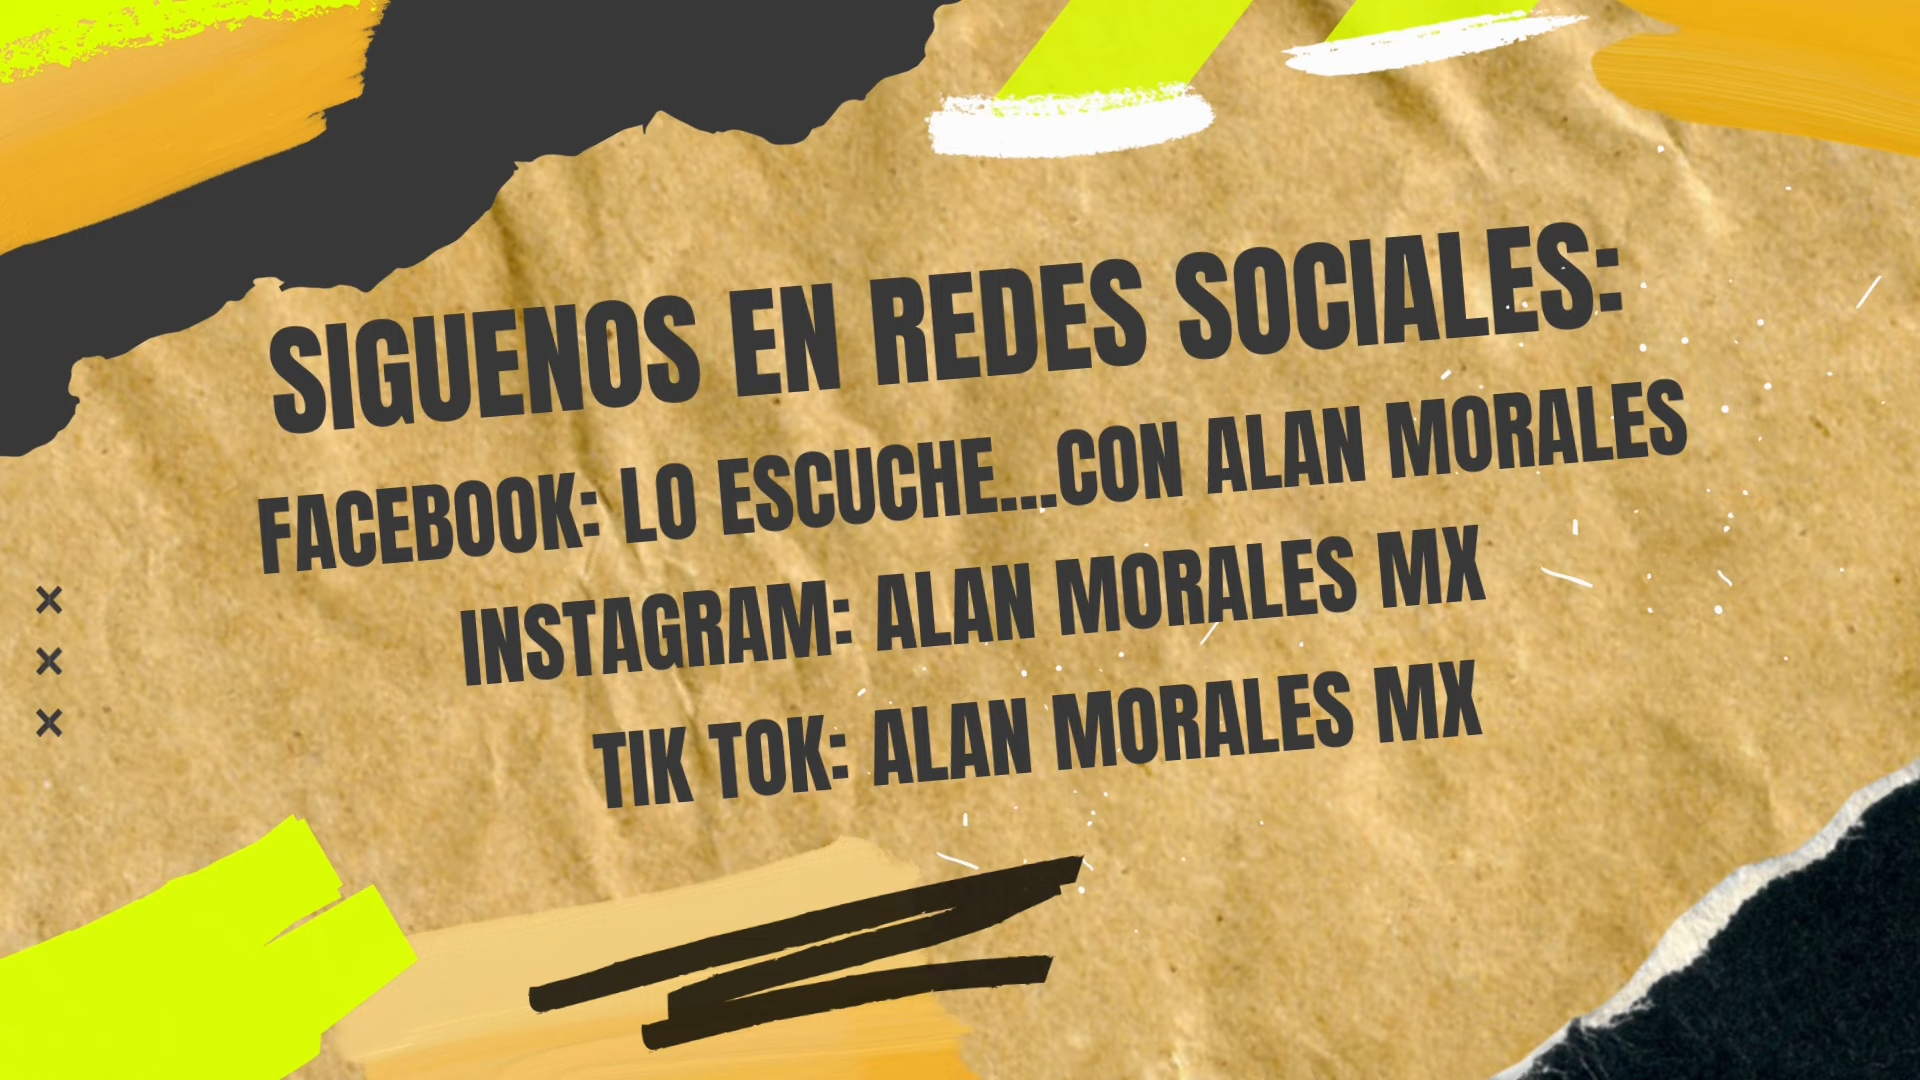 SIGUENOS EN REDES SOCIALES:
FACEBOOK: LO ESCUCHE...CON ALAN MORALES
INSTAGRAM: ALAN MORALES MX
TIK TOK: ALAN MORALES MX